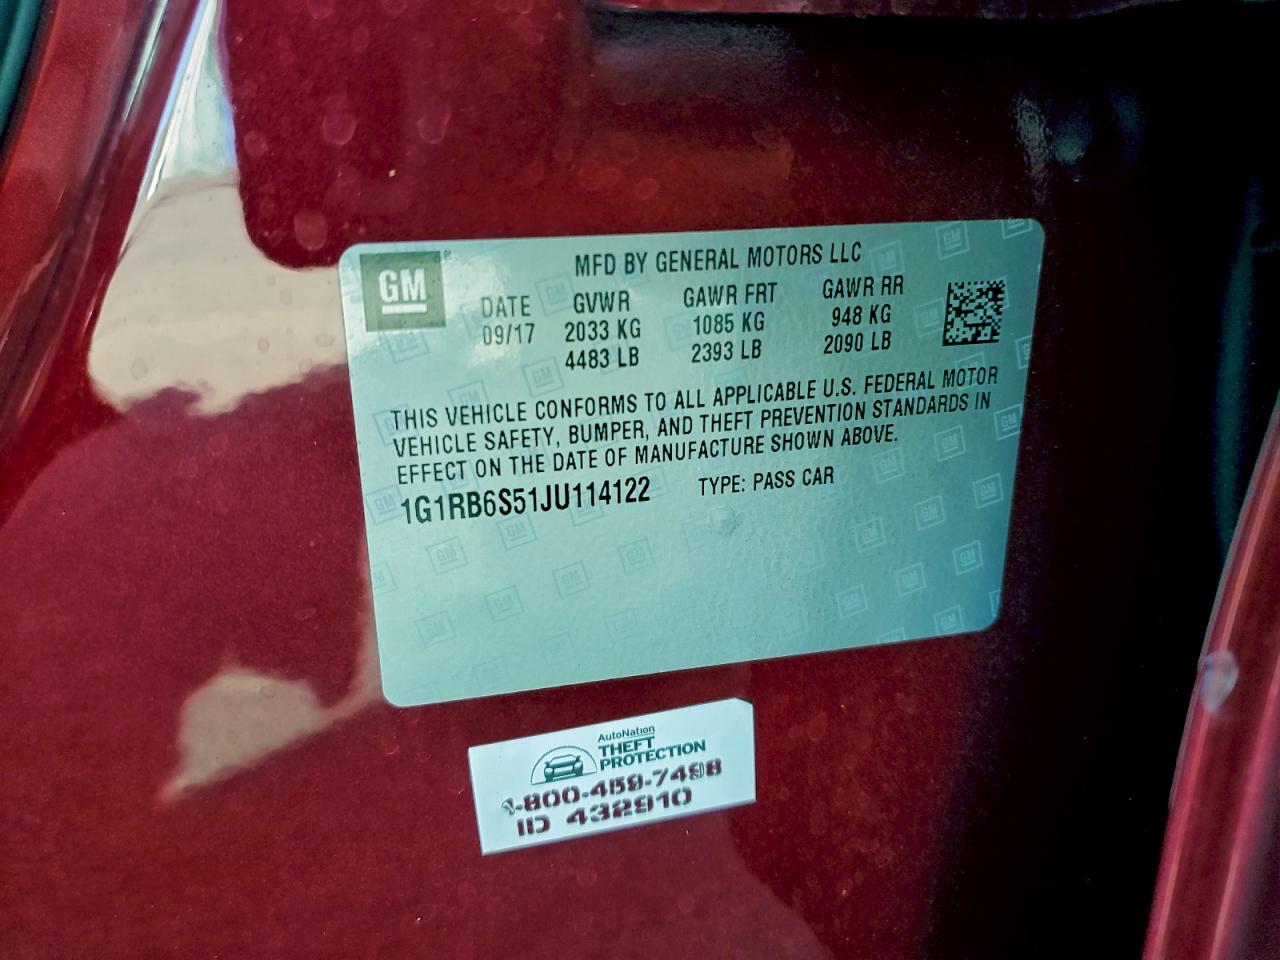 GM
MFD BY GENERAL MOTORS LLC
DATE GVWR GAWR FRT GAWR RR
09/17 2033 KG 1085 KG 948 KG
4483 LB 2393 LB 2090 LB
THIS VEHICLE CONFORMS TO ALL APPLICABLE U.S. FEDERAL MOTOR
VEHICLE SAFETY, BUMPER, AND THEFT PREVENTION STANDARDS IN
EFFECT ON THE DATE OF MANUFACTURE SHOWN ABOVE.
1G1RB6S51JU114122 TYPE: PASS CAR
AutoNation
THEFT
PROTECTION
1-800-459-7498
ID 432910